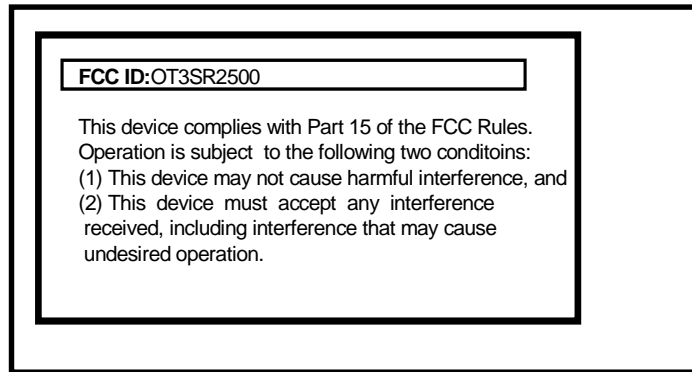 FCC ID:OT3SR2500
This device complies with Part 15 of the FCC Rules.
Operation is subject to the following two conditoins:
(1) This device may not cause harmful interference, and
(2) This device must accept any interference
received, including interference that may cause
undesired operation.